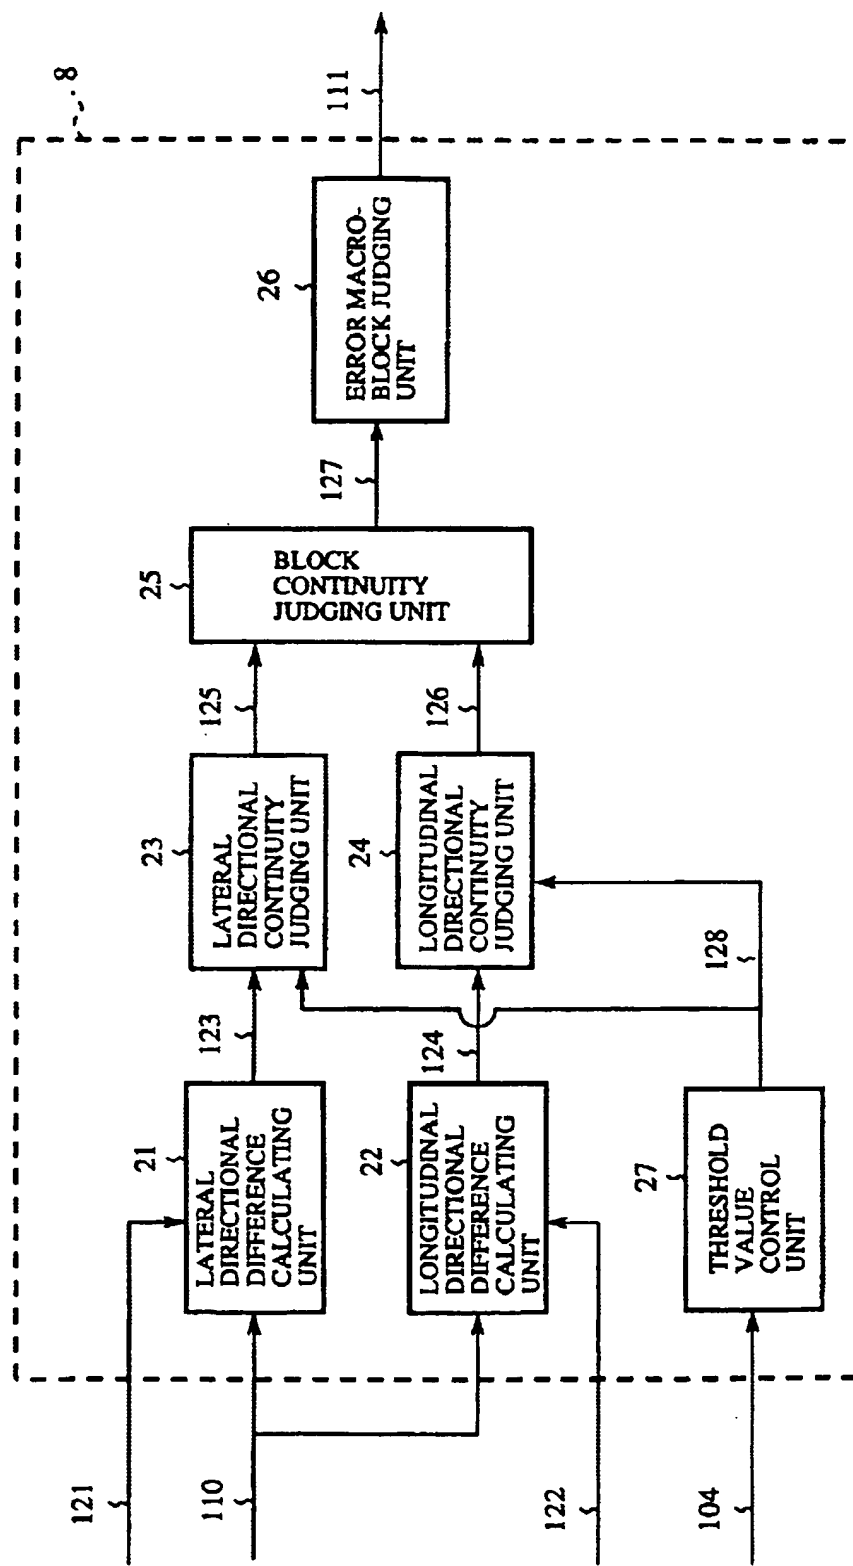 8
121
110
122
104
21
LATERAL
DIRECTIONAL
DIFFERENCE
CALCULATING
UNIT
22
LONGITUDINAL
DIRECTIONAL
DIFFERENCE
CALCULATING
UNIT
27
THRESHOLD
VALUE
CONTROL
UNIT
123
124
128
23
LATERAL
DIRECTIONAL
CONTINUITY
JUDGING UNIT
24
LONGITUDINAL
DIRECTIONAL
CONTINUITY
JUDGING UNIT
125
126
25
BLOCK
CONTINUITY
JUDGING UNIT
127
26
ERROR MACRO-
BLOCK JUDGING
UNIT
111